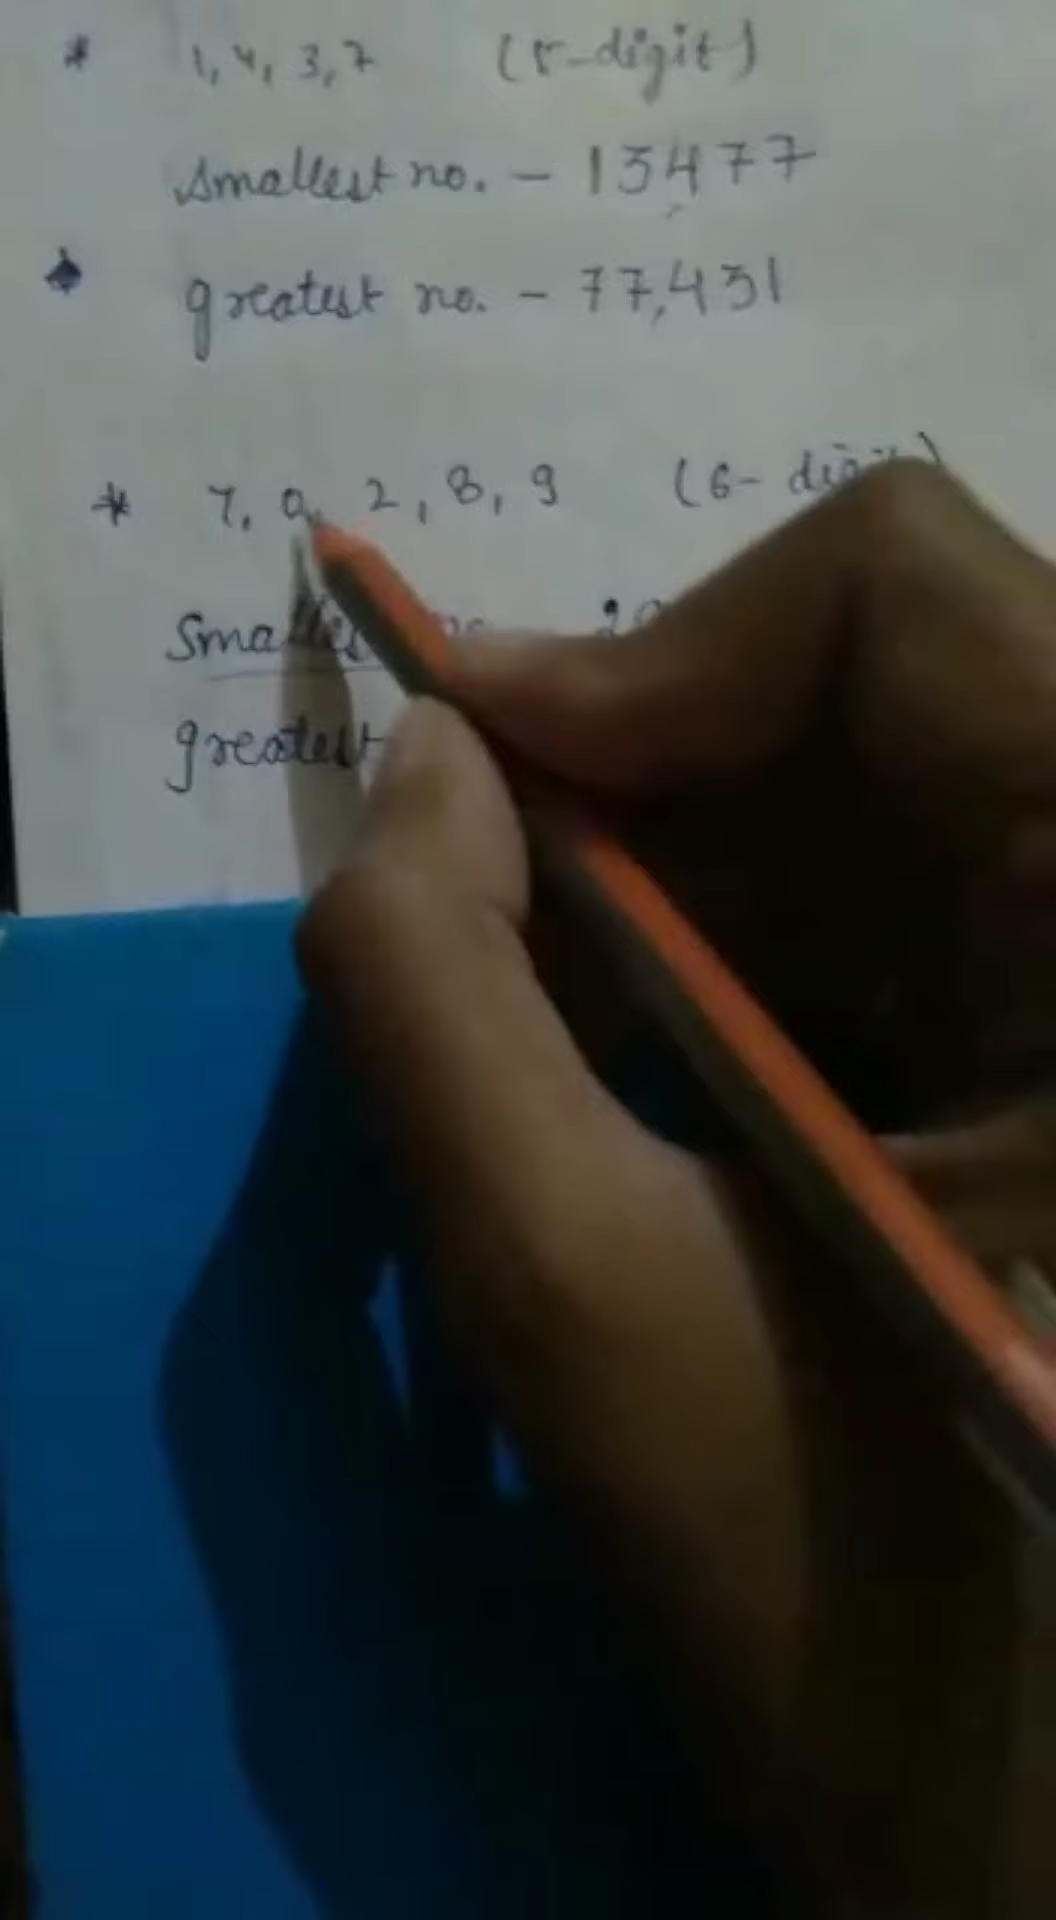 * 1, 4, 3, 7 (5-digit)
smallest no. - 13477
greatest no. - 77,431
* 7, 0, 2, 8, 9 (6-
greatest